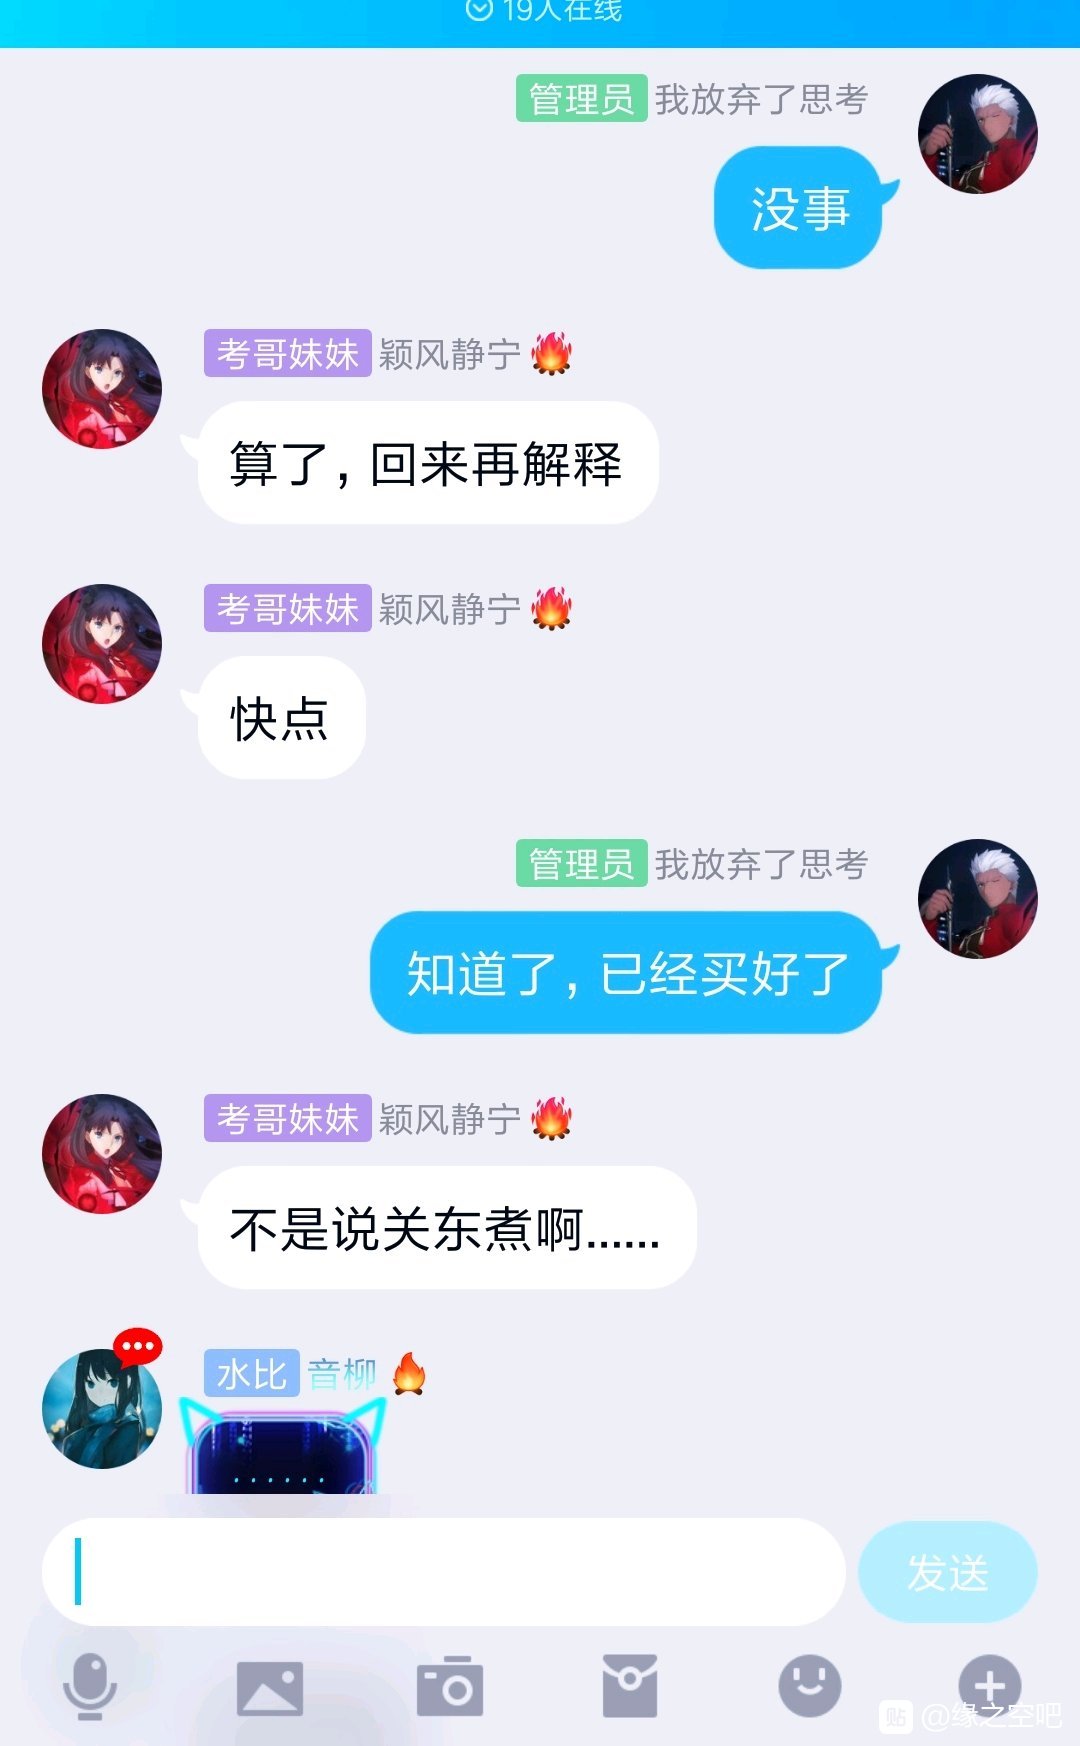 19人在线
管理员 我放弃了思考
没事
考哥妹妹 颖风静宁
算了，回来再解释
考哥妹妹 颖风静宁
快点
管理员 我放弃了思考
知道了，已经买好了
考哥妹妹 颖风静宁
不是说关东煮啊......
水比 音柳
......
发送
贴 @缘之空吧